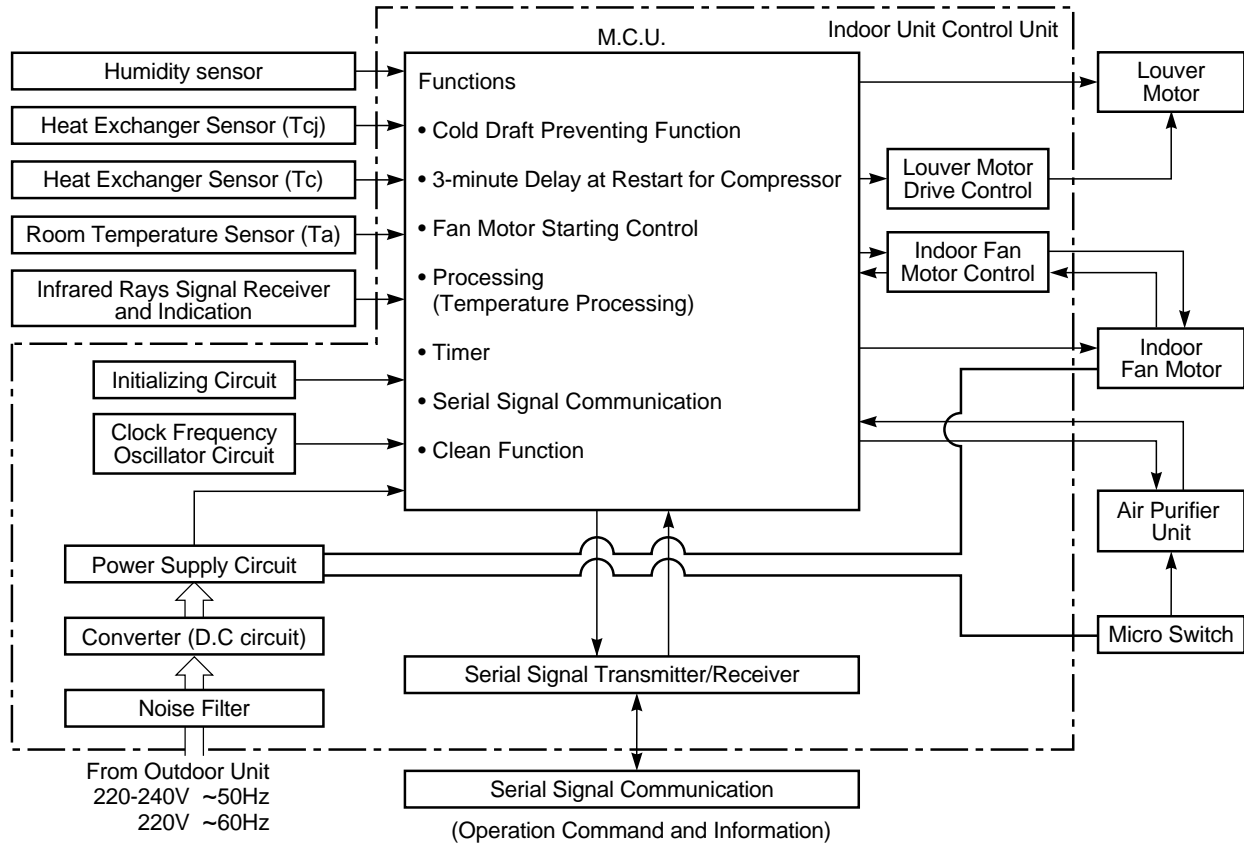 Indoor Unit Control Unit
M.C.U.
Humidity sensor
Heat Exchanger Sensor (Tcj)
Heat Exchanger Sensor (Tc)
Room Temperature Sensor (Ta)
Infrared Rays Signal Receiver
and Indication
Initializing Circuit
Clock Frequency
Oscillator Circuit
Power Supply Circuit
Converter (D.C circuit)
Noise Filter
From Outdoor Unit
220-240V ~50Hz
220V ~60Hz
Functions
• Cold Draft Preventing Function
• 3-minute Delay at Restart for Compressor
• Fan Motor Starting Control
• Processing
(Temperature Processing)
• Timer
• Serial Signal Communication
• Clean Function
Serial Signal Transmitter/Receiver
Serial Signal Communication
(Operation Command and Information)
Louver
Motor
Louver Motor
Drive Control
Indoor Fan
Motor Control
Indoor
Fan Motor
Air Purifier
Unit
Micro Switch